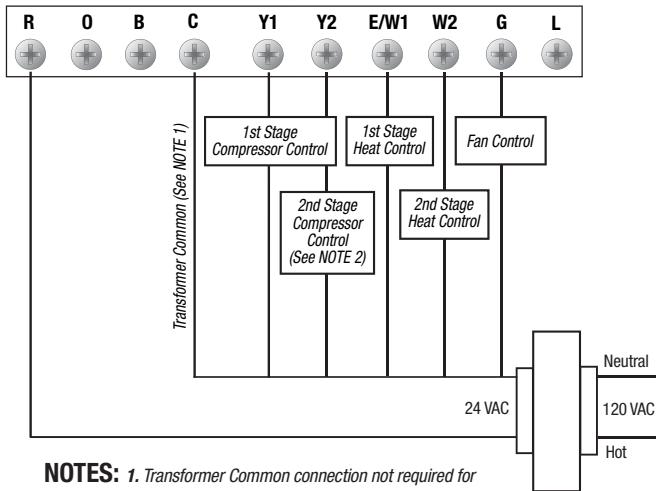 R O B C Y1 Y2 E/W1 W2 G L
Transformer Common (See NOTE 1)
1st Stage
Compressor Control
1st Stage
Heat Control
Fan Control
2nd Stage
Compressor
Control
(See NOTE 2)
2nd Stage
Heat Control
Neutral
24 VAC
120 VAC
Hot
NOTES: 1. Transformer Common connection not required for